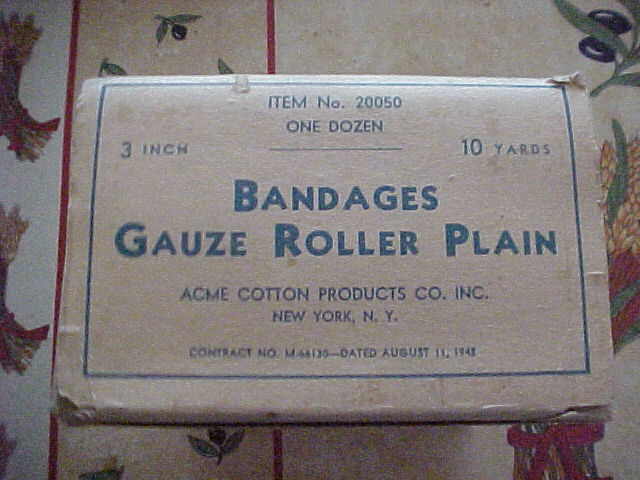 ITEM No. 20050
ONE DOZEN
3 INCH 10 YARDS
BANDAGES
GAUZE ROLLER PLAIN
ACME COTTON PRODUCTS CO. INC.
NEW YORK, N. Y.
CONTRACT NO. DATED AUGUST 11,